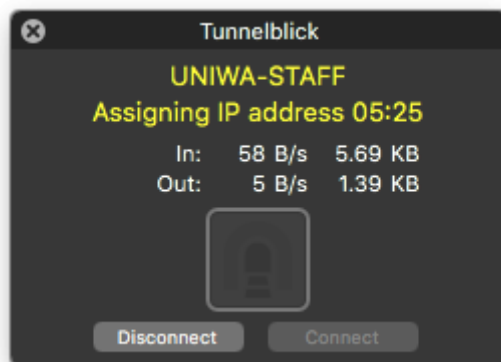 Tunnelblick
UNIWA-STAFF
Assigning IP address 05:25
In: 58 B/s 5.69 KB
Out: 5 B/s 1.39 KB
Disconnect Connect